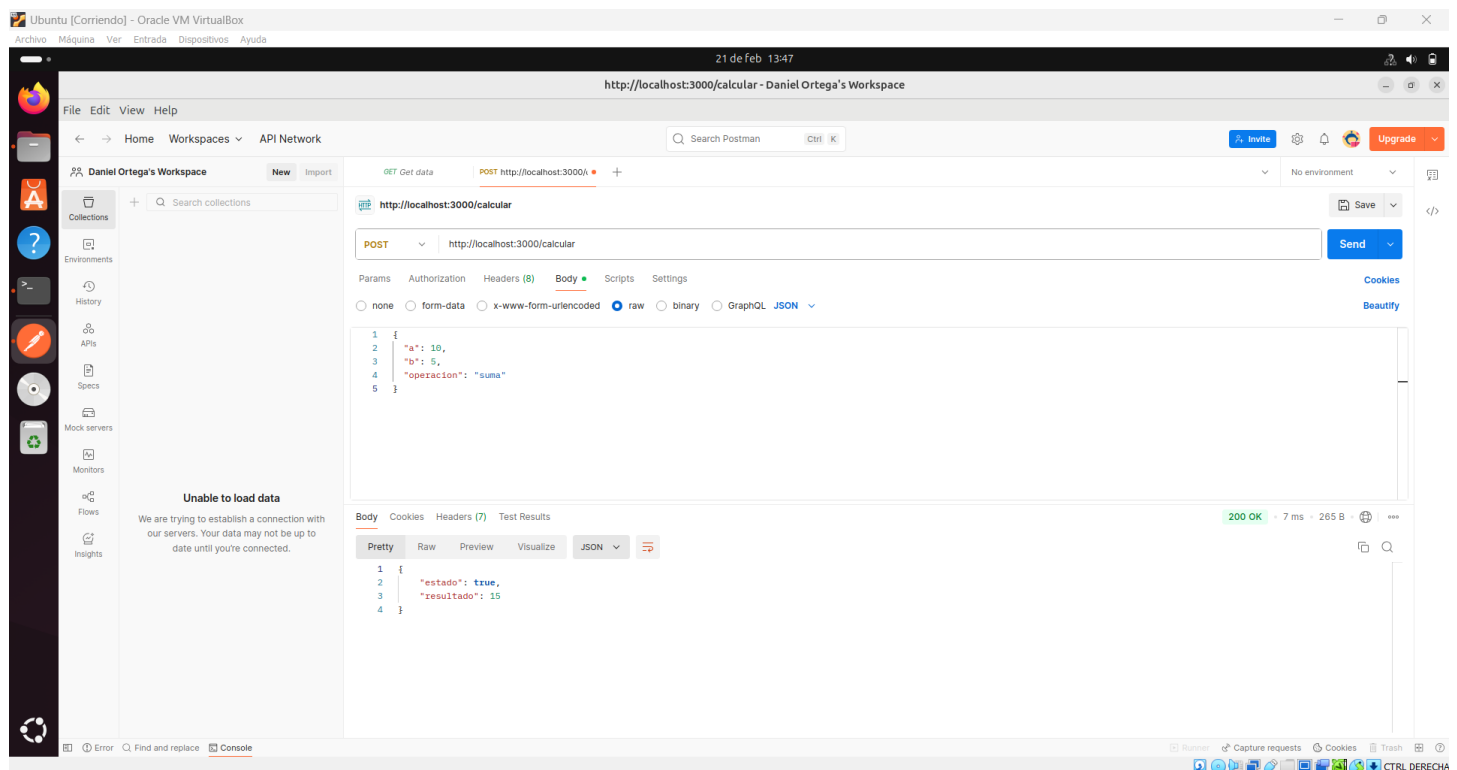 Ubuntu [Corriendo] - Oracle VM VirtualBox
Archivo Máquina Ver Entrada Dispositivos Ayuda
21 de feb 13:47
http://localhost:3000/calcular - Daniel Ortega's Workspace
File Edit View Help
Home Workspaces API Network
Search Postman Ctrl K
Invite
Upgrade
Daniel Ortega's Workspace New Import
GET Get data
POST http://localhost:3000/
No environment
Collections
Search collections
HTTP http://localhost:3000/calcular
Save
Environments
POST http://localhost:3000/calcular
Send
History
Params Authorization Headers (8) Body Scripts Settings
Cookies
none form-data x-www-form-urlencoded raw binary GraphQL JSON
Beautify
APIs
1 {
2 "a": 10,
3 "b": 5,
4 "operacion": "suma"
5 }
Specs
Mock servers
Monitors
Flows
Insights
Unable to load data
We are trying to establish a connection with
our servers. Your data may not be up to
date until you're connected.
Body Cookies Headers (7) Test Results
200 OK 7 ms 265 B
Pretty Raw Preview Visualize JSON
1 {
2 "estado": true,
3 "resultado": 15
4 }
Error Find and replace Console
Runner Capture requests Cookies Trash
CTRL DERECHA